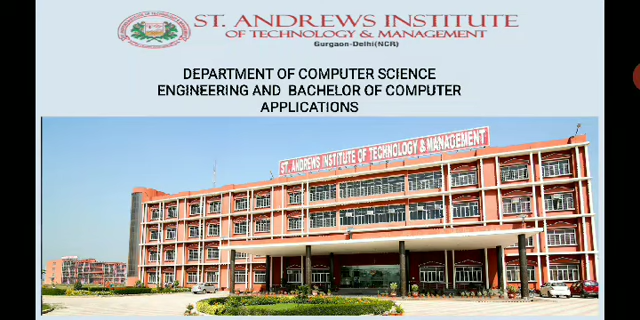 ST. ANDREWS INSTITUTE
OF TECHNOLOGY & MANAGEMENT
Gurgaon-Delhi(NCR)
DEPARTMENT OF COMPUTER SCIENCE
ENGINEERING AND BACHELOR OF COMPUTER
APPLICATIONS
ST. ANDREWS INSTITUTE OF TECHNOLOGY & MANAGEMENT